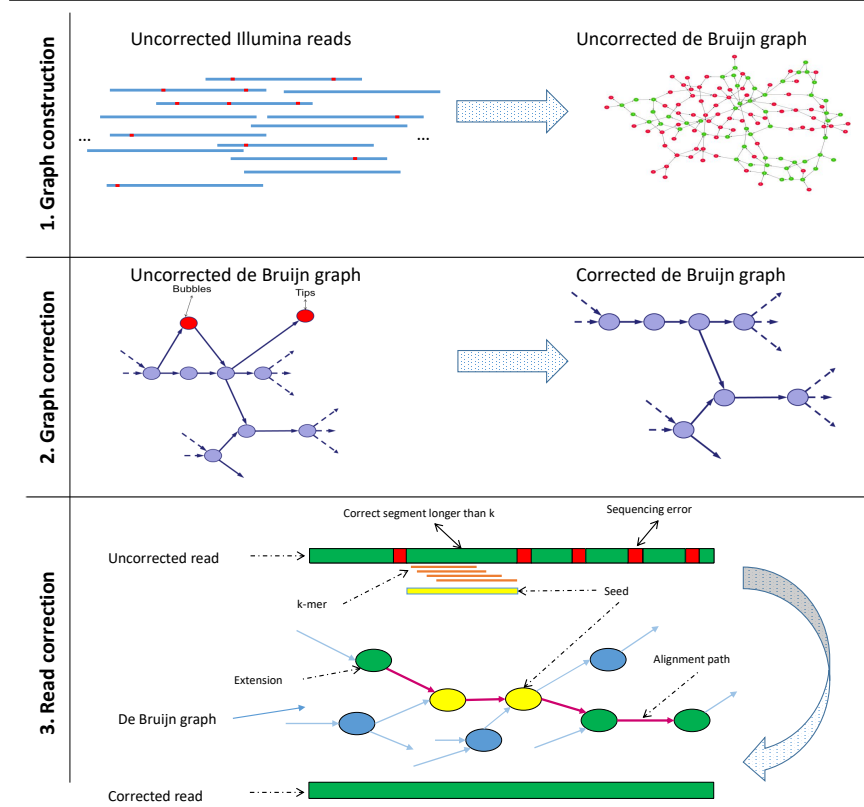 1. Graph construction
Uncorrected Illumina reads
Uncorrected de Bruijn graph
...
...
2. Graph correction
Uncorrected de Bruijn graph
Corrected de Bruijn graph
Bubbles
Tips
3. Read correction
Correct segment longer than k
Sequencing error
Uncorrected read
k-mer
Seed
Extension
Alignment path
De Bruijn graph
Corrected read